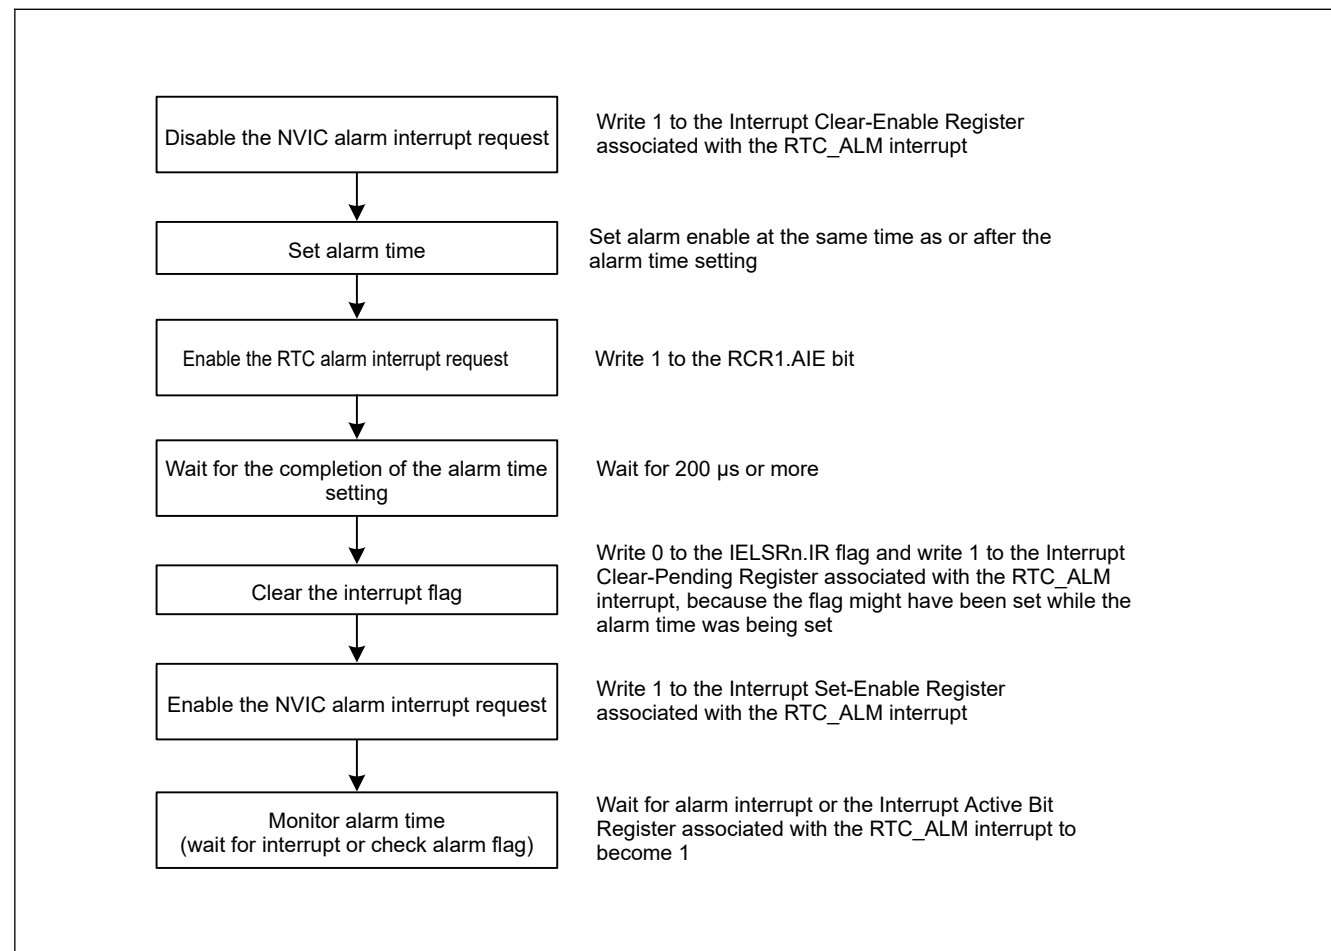 Disable the NVIC alarm interrupt request
Write 1 to the Interrupt Clear-Enable Register
associated with the RTC_ALM interrupt
Set alarm time
Set alarm enable at the same time as or after the
alarm time setting
Enable the RTC alarm interrupt request
Write 1 to the RCR1.AIE bit
Wait for the completion of the alarm time
setting
Wait for 200 µs or more
Clear the interrupt flag
Write 0 to the IELSRn.IR flag and write 1 to the Interrupt
Clear-Pending Register associated with the RTC_ALM
interrupt, because the flag might have been set while the
alarm time was being set
Enable the NVIC alarm interrupt request
Write 1 to the Interrupt Set-Enable Register
associated with the RTC_ALM interrupt
Monitor alarm time
(wait for interrupt or check alarm flag)
Wait for alarm interrupt or the Interrupt Active Bit
Register associated with the RTC_ALM interrupt to
become 1